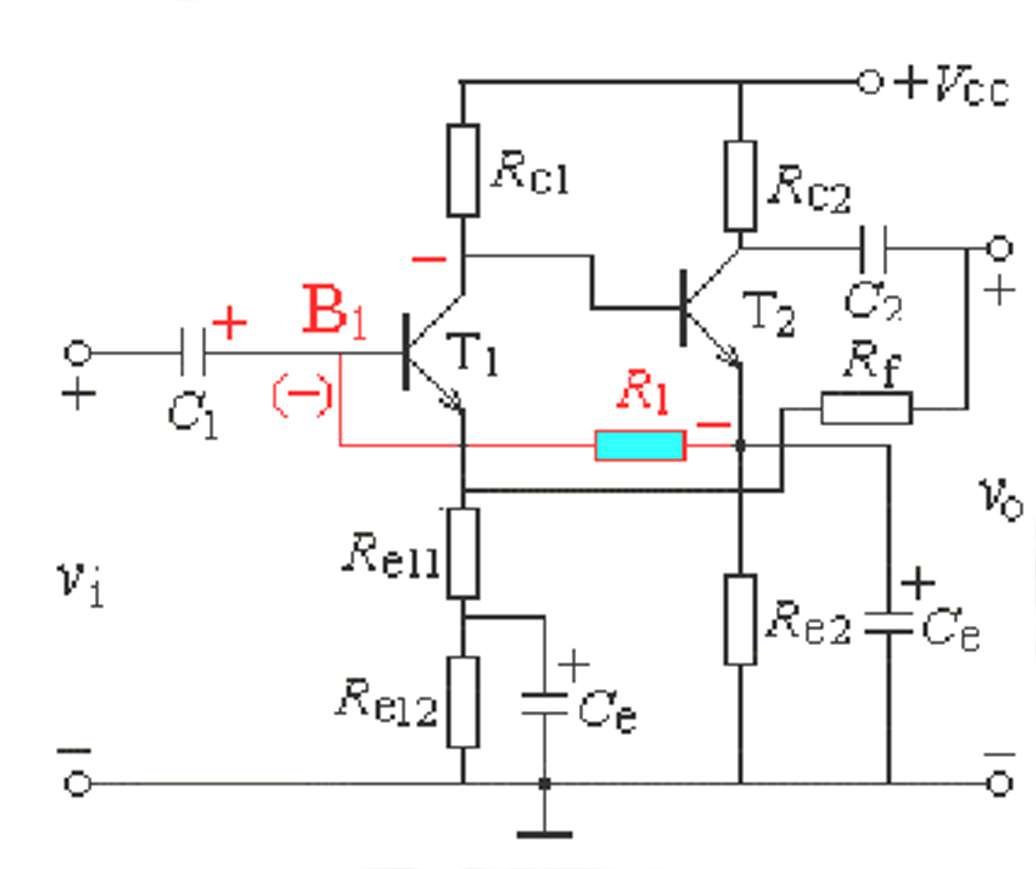 +VCC
Rc1
Rc2
−
+
B1
C2
+
T2
T1
+
C1
(−)
R1
−
Rf
vo
Re11
vi
+
Re2
Ce
+
Re12
Ce
−
−